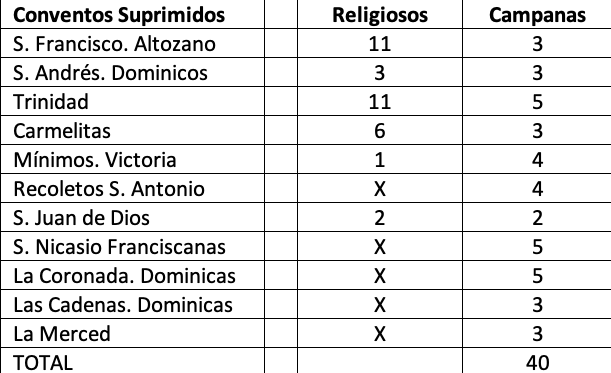 Conventos Suprimidos Religiosos Campanas
S. Francisco. Altozano 11 3
S. Andrés. Dominicos 3 3
Trinidad 11 5
Carmelitas 6 3
Mínimos. Victoria 1 4
Recoletos S. Antonio X 4
S. Juan de Dios 2 2
S. Nicasio Franciscanas X 5
La Coronada. Dominicas X 5
Las Cadenas. Dominicas X 3
La Merced X 3
TOTAL 40